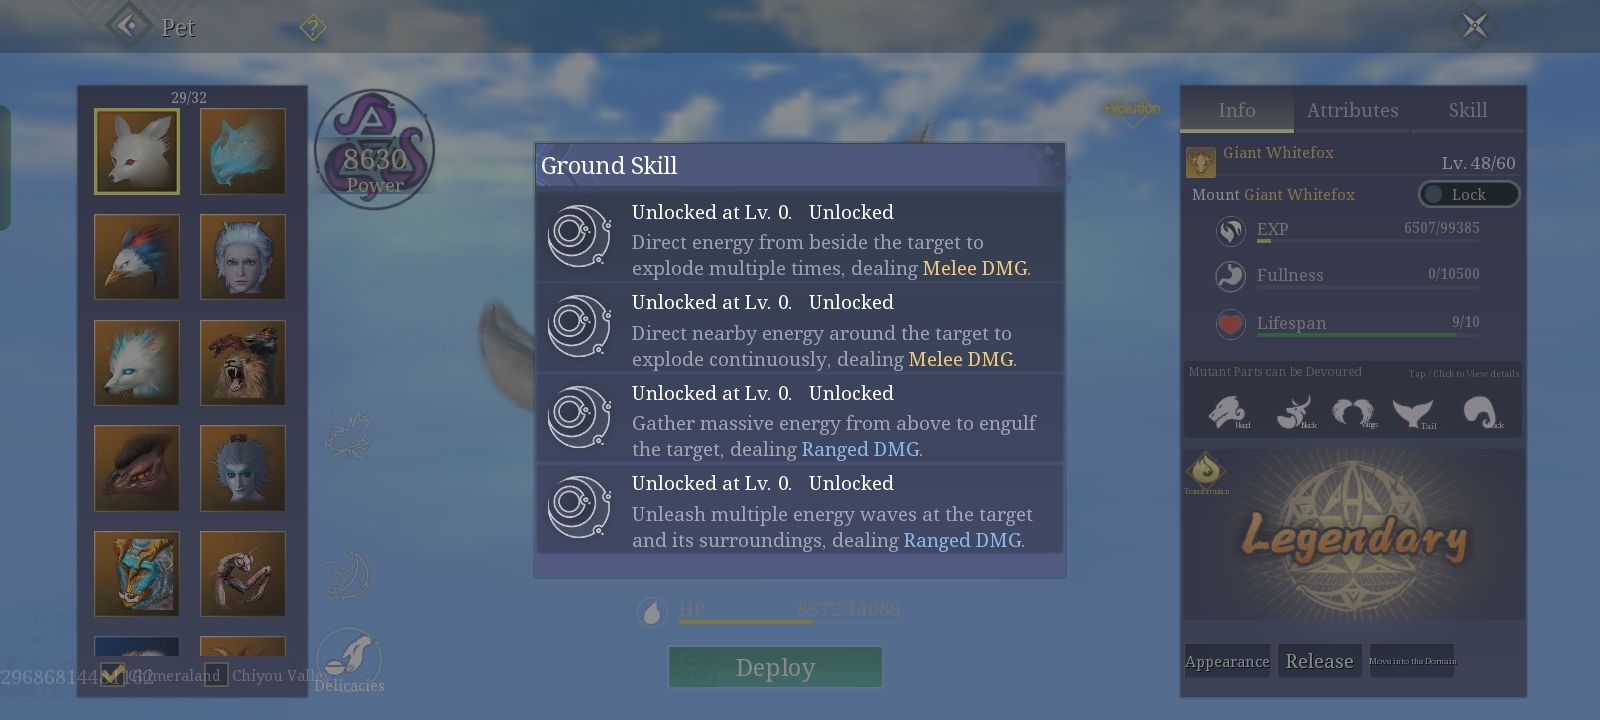 Pet
?
29/32
8630
Power
Evolution
Info
Attributes
Skill
Giant Whitefox
Lv. 48/60
Mount Giant Whitefox
Lock
EXP
6507/99385
Fullness
0/10500
Lifespan
9/10
Mutant Parts can be Devoured
Tap / Click to View details
Head
Neck
Wings
Tail
Transformation
Legendary
Ground Skill
Unlocked at Lv. 0. Unlocked
Direct energy from beside the target to
explode multiple times, dealing Melee DMG.
Unlocked at Lv. 0. Unlocked
Direct nearby energy around the target to
explode continuously, dealing Melee DMG.
Unlocked at Lv. 0. Unlocked
Gather massive energy from above to engulf
the target, dealing Ranged DMG.
Unlocked at Lv. 0. Unlocked
Unleash multiple energy waves at the target
and its surroundings, dealing Ranged DMG.
HP
8572/14089
Deploy
Chiyou Valle
Delicacies
Appearance
Release
Move into the Domain